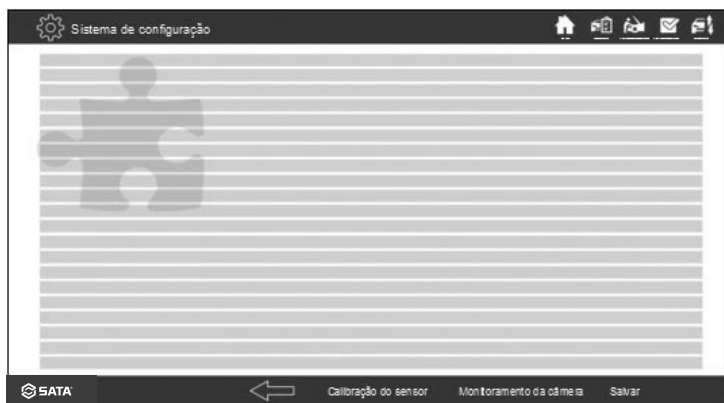 Sistema de configuração
SATA
Calibração do sensor Monitoramento da câmera Salvar